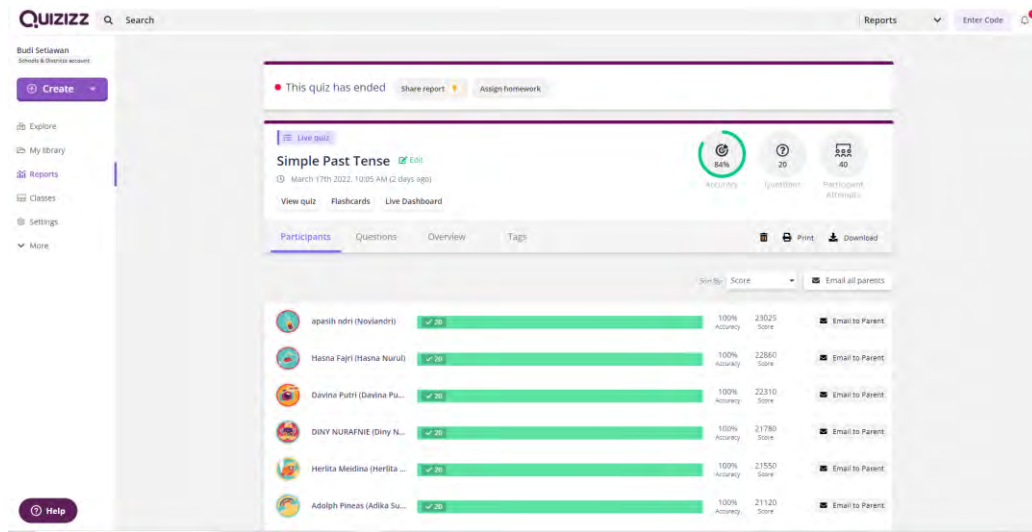 QUIZIZZ Search Reports Enter Code
Budi Setiawan
Schools & Districts account
Create
Explore
My library
Reports
Classes
Settings
More
Help
This quiz has ended Share report Assign homework
Live quiz
Simple Past Tense Edit
March 17th 2022, 10:05 AM (2 days ago)
View quiz Flashcards Live Dashboard
84%
Accuracy
20
Questions
40
Participant
Attempts
Participants Questions Overview Tags Print Download
Sort By Score Email all parents
apasih ndri (Noviandri) 20 100% Accuracy 23025 Score Email to Parent
Hasna Fajri (Hasna Nurul) 20 100% Accuracy 22860 Score Email to Parent
Davina Putri (Davina Pu... 20 100% Accuracy 22310 Score Email to Parent
DINY NURAFNIE (Diny N... 20 100% Accuracy 21780 Score Email to Parent
Herlita Meidina (Herlita ... 20 100% Accuracy 21550 Score Email to Parent
Adolph Pineas (Adika Su... 20 100% Accuracy 21120 Score Email to Parent